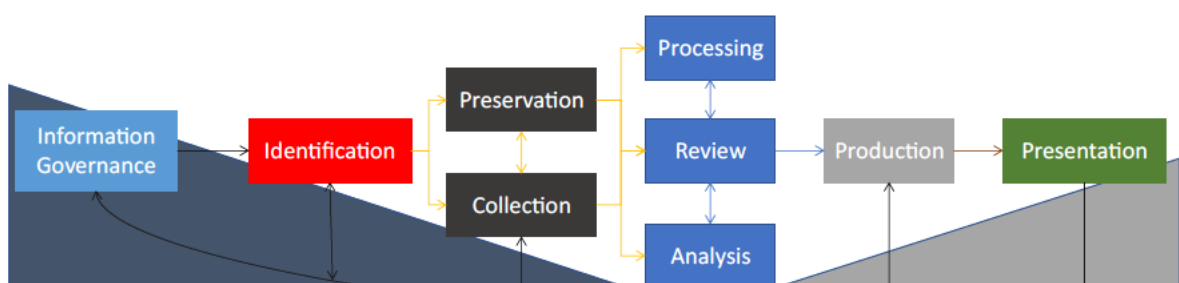 Information
Governance
Identification
Preservation
Collection
Processing
Review
Analysis
Production
Presentation